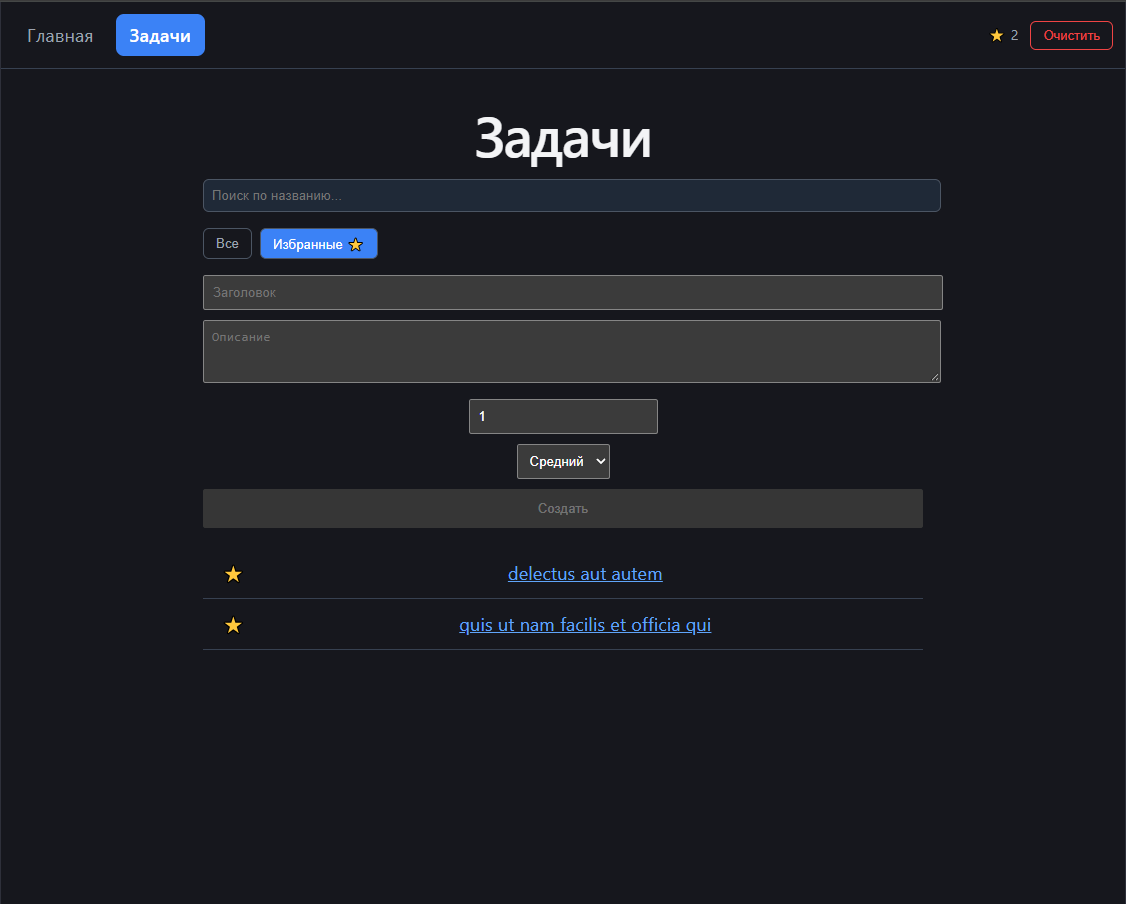 Главная Задачи ⭐ 2 Очистить
Задачи
Поиск по названию...
Все Избранные ⭐
Заголовок
Описание
1
Средний
Создать
⭐ delectus aut autem
⭐ quis ut nam facilis et officia qui